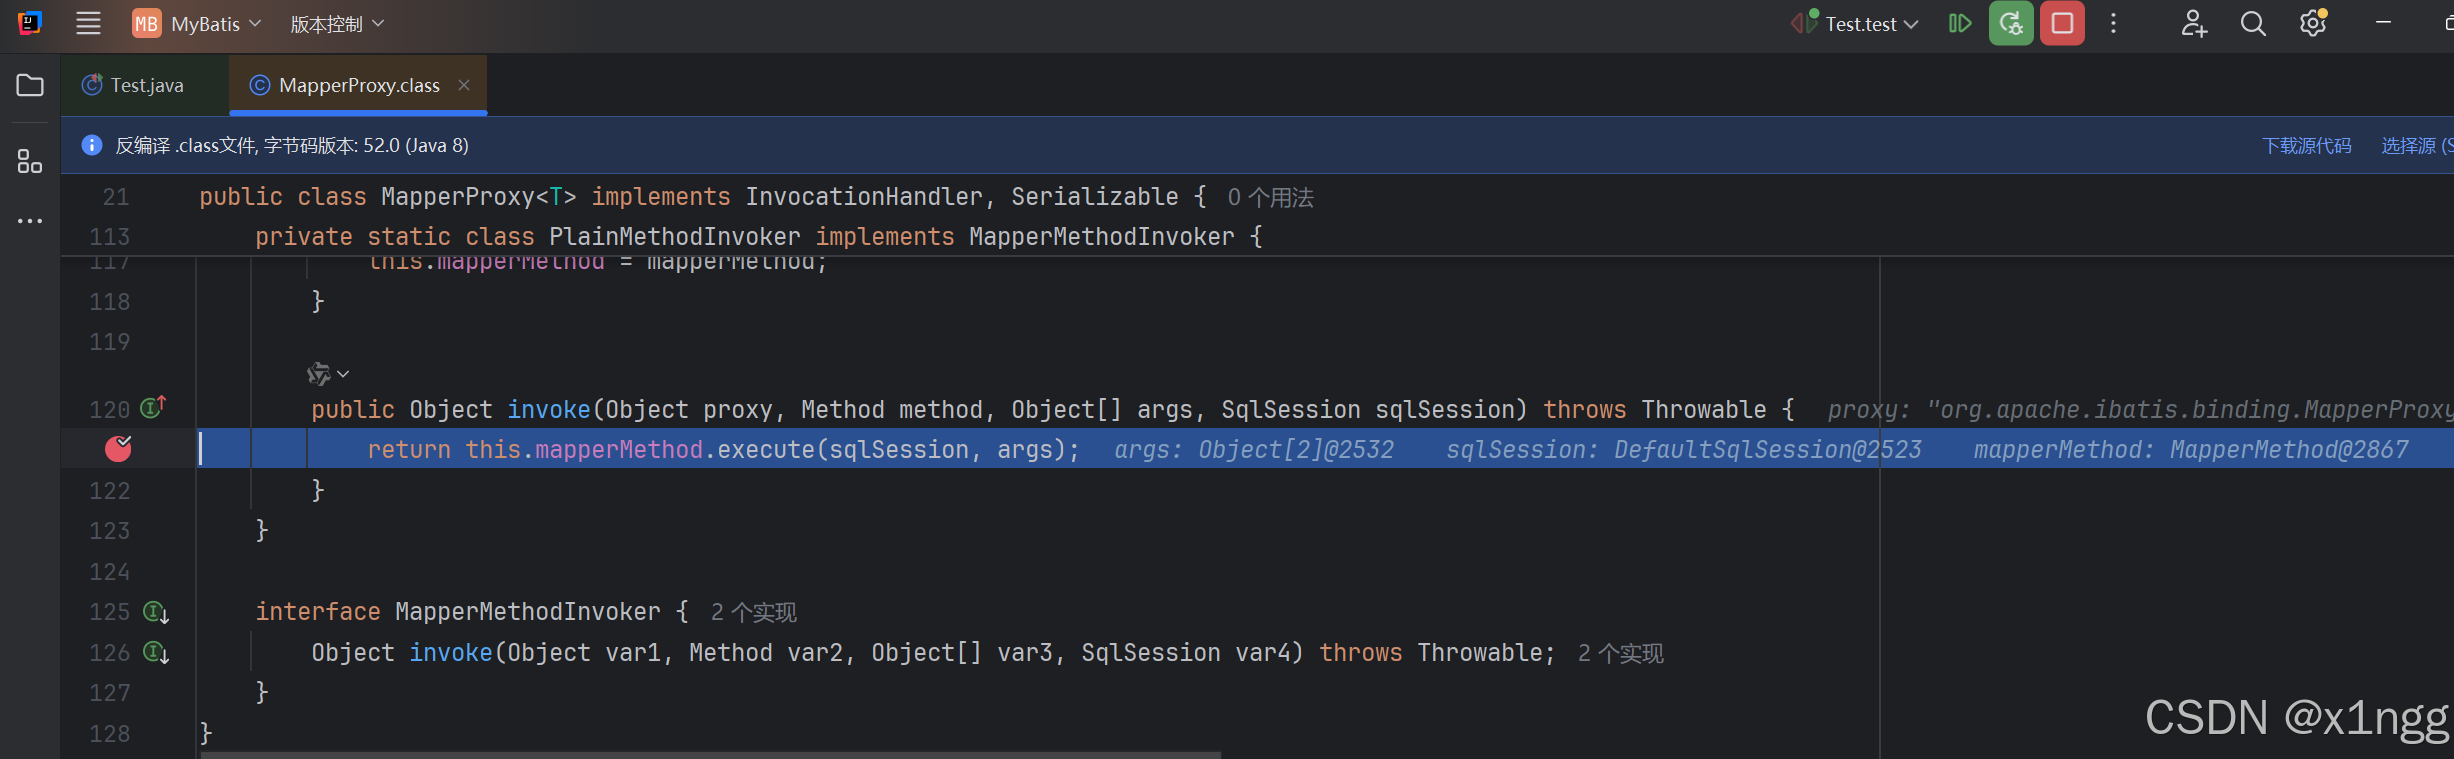 MB MyBatis 版本控制 Test.test
Test.java MapperProxy.class
反编译 .class文件, 字节码版本: 52.0 (Java 8) 下载源代码 选择源 (S
21 public class MapperProxy<T> implements InvocationHandler, Serializable { 0 个用法
113 private static class PlainMethodInvoker implements MapperMethodInvoker {
117 this.mapperMethod = mapperMethod;
118 }
119
120 public Object invoke(Object proxy, Method method, Object[] args, SqlSession sqlSession) throws Throwable { proxy: "org.apache.ibatis.binding.MapperProxy
return this.mapperMethod.execute(sqlSession, args); args: Object[2]@2532 sqlSession: DefaultSqlSession@2523 mapperMethod: MapperMethod@2867
122 }
123 }
124
125 interface MapperMethodInvoker { 2 个实现
126 Object invoke(Object var1, Method var2, Object[] var3, SqlSession var4) throws Throwable; 2 个实现
127 }
128 }
CSDN @x1ngg